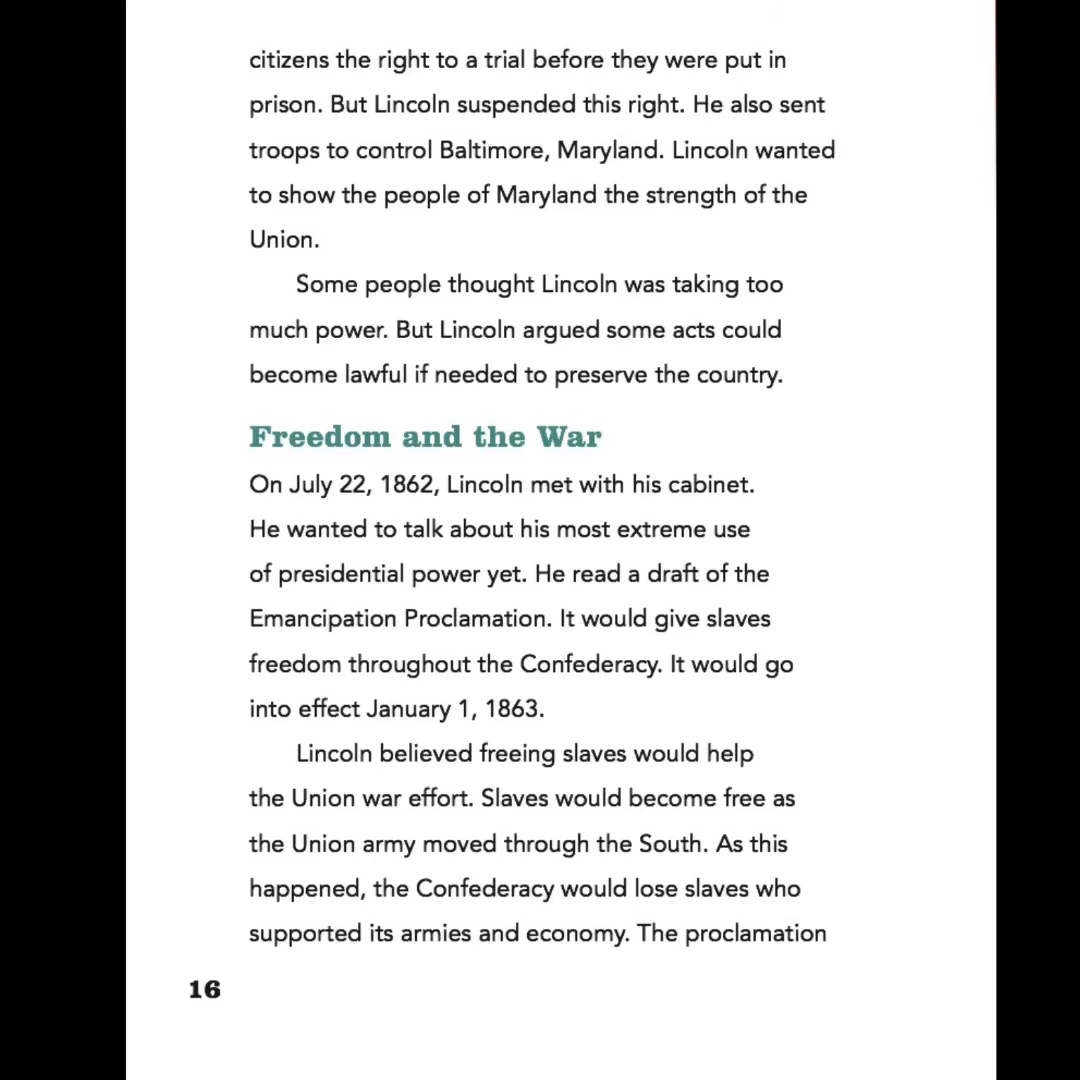 citizens the right to a trial before they were put in
prison. But Lincoln suspended this right. He also sent
troops to control Baltimore, Maryland. Lincoln wanted
to show the people of Maryland the strength of the
Union.
Some people thought Lincoln was taking too
much power. But Lincoln argued some acts could
become lawful if needed to preserve the country.
Freedom and the War
On July 22, 1862, Lincoln met with his cabinet.
He wanted to talk about his most extreme use
of presidential power yet. He read a draft of the
Emancipation Proclamation. It would give slaves
freedom throughout the Confederacy. It would go
into effect January 1, 1863.
Lincoln believed freeing slaves would help
the Union war effort. Slaves would become free as
the Union army moved through the South. As this
happened, the Confederacy would lose slaves who
supported its armies and economy. The proclamation
16